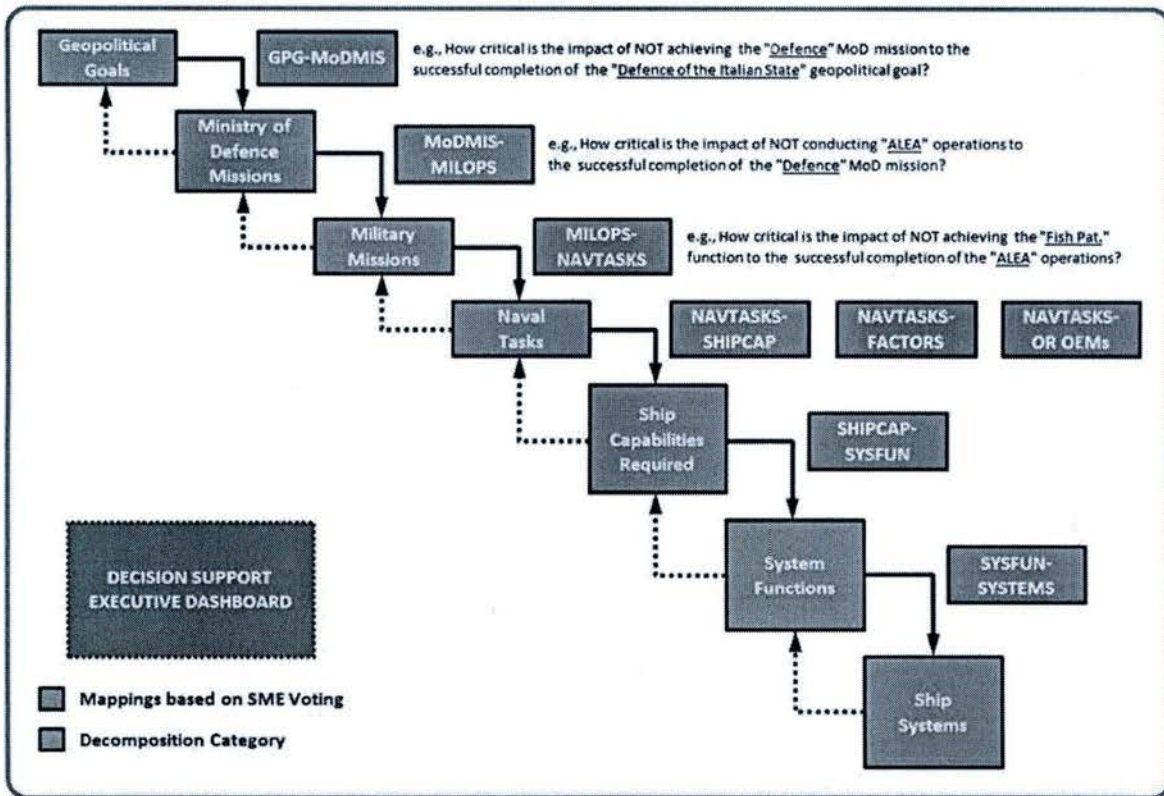 Geopolitical
Goals
GPG-MoDMIS
e.g., How critical is the impact of NOT achieving the "Defence" MoD mission to the
successful completion of the "Defence of the Italian State" geopolitical goal?
Ministry of
Defence
Missions
MoDMIS-
MILOPS
e.g., How critical is the impact of NOT conducting "ALEA" operations to
the successful completion of the "Defence" MoD mission?
Military
Missions
MILOPS-
NAVTASKS
e.g., How critical is the impact of NOT achieving the "Fish Pat."
function to the successful completion of the "ALEA" operations?
Naval
Tasks
NAVTASKS-
SHIPCAP
NAVTASKS-
FACTORS
NAVTASKS-
OR OEMs
Ship
Capabilities
Required
SHIPCAP-
SYSFUN
System
Functions
SYSFUN-
SYSTEMS
Ship
Systems
DECISION SUPPORT
EXECUTIVE DASHBOARD
Mappings based on SME Voting
Decomposition Category